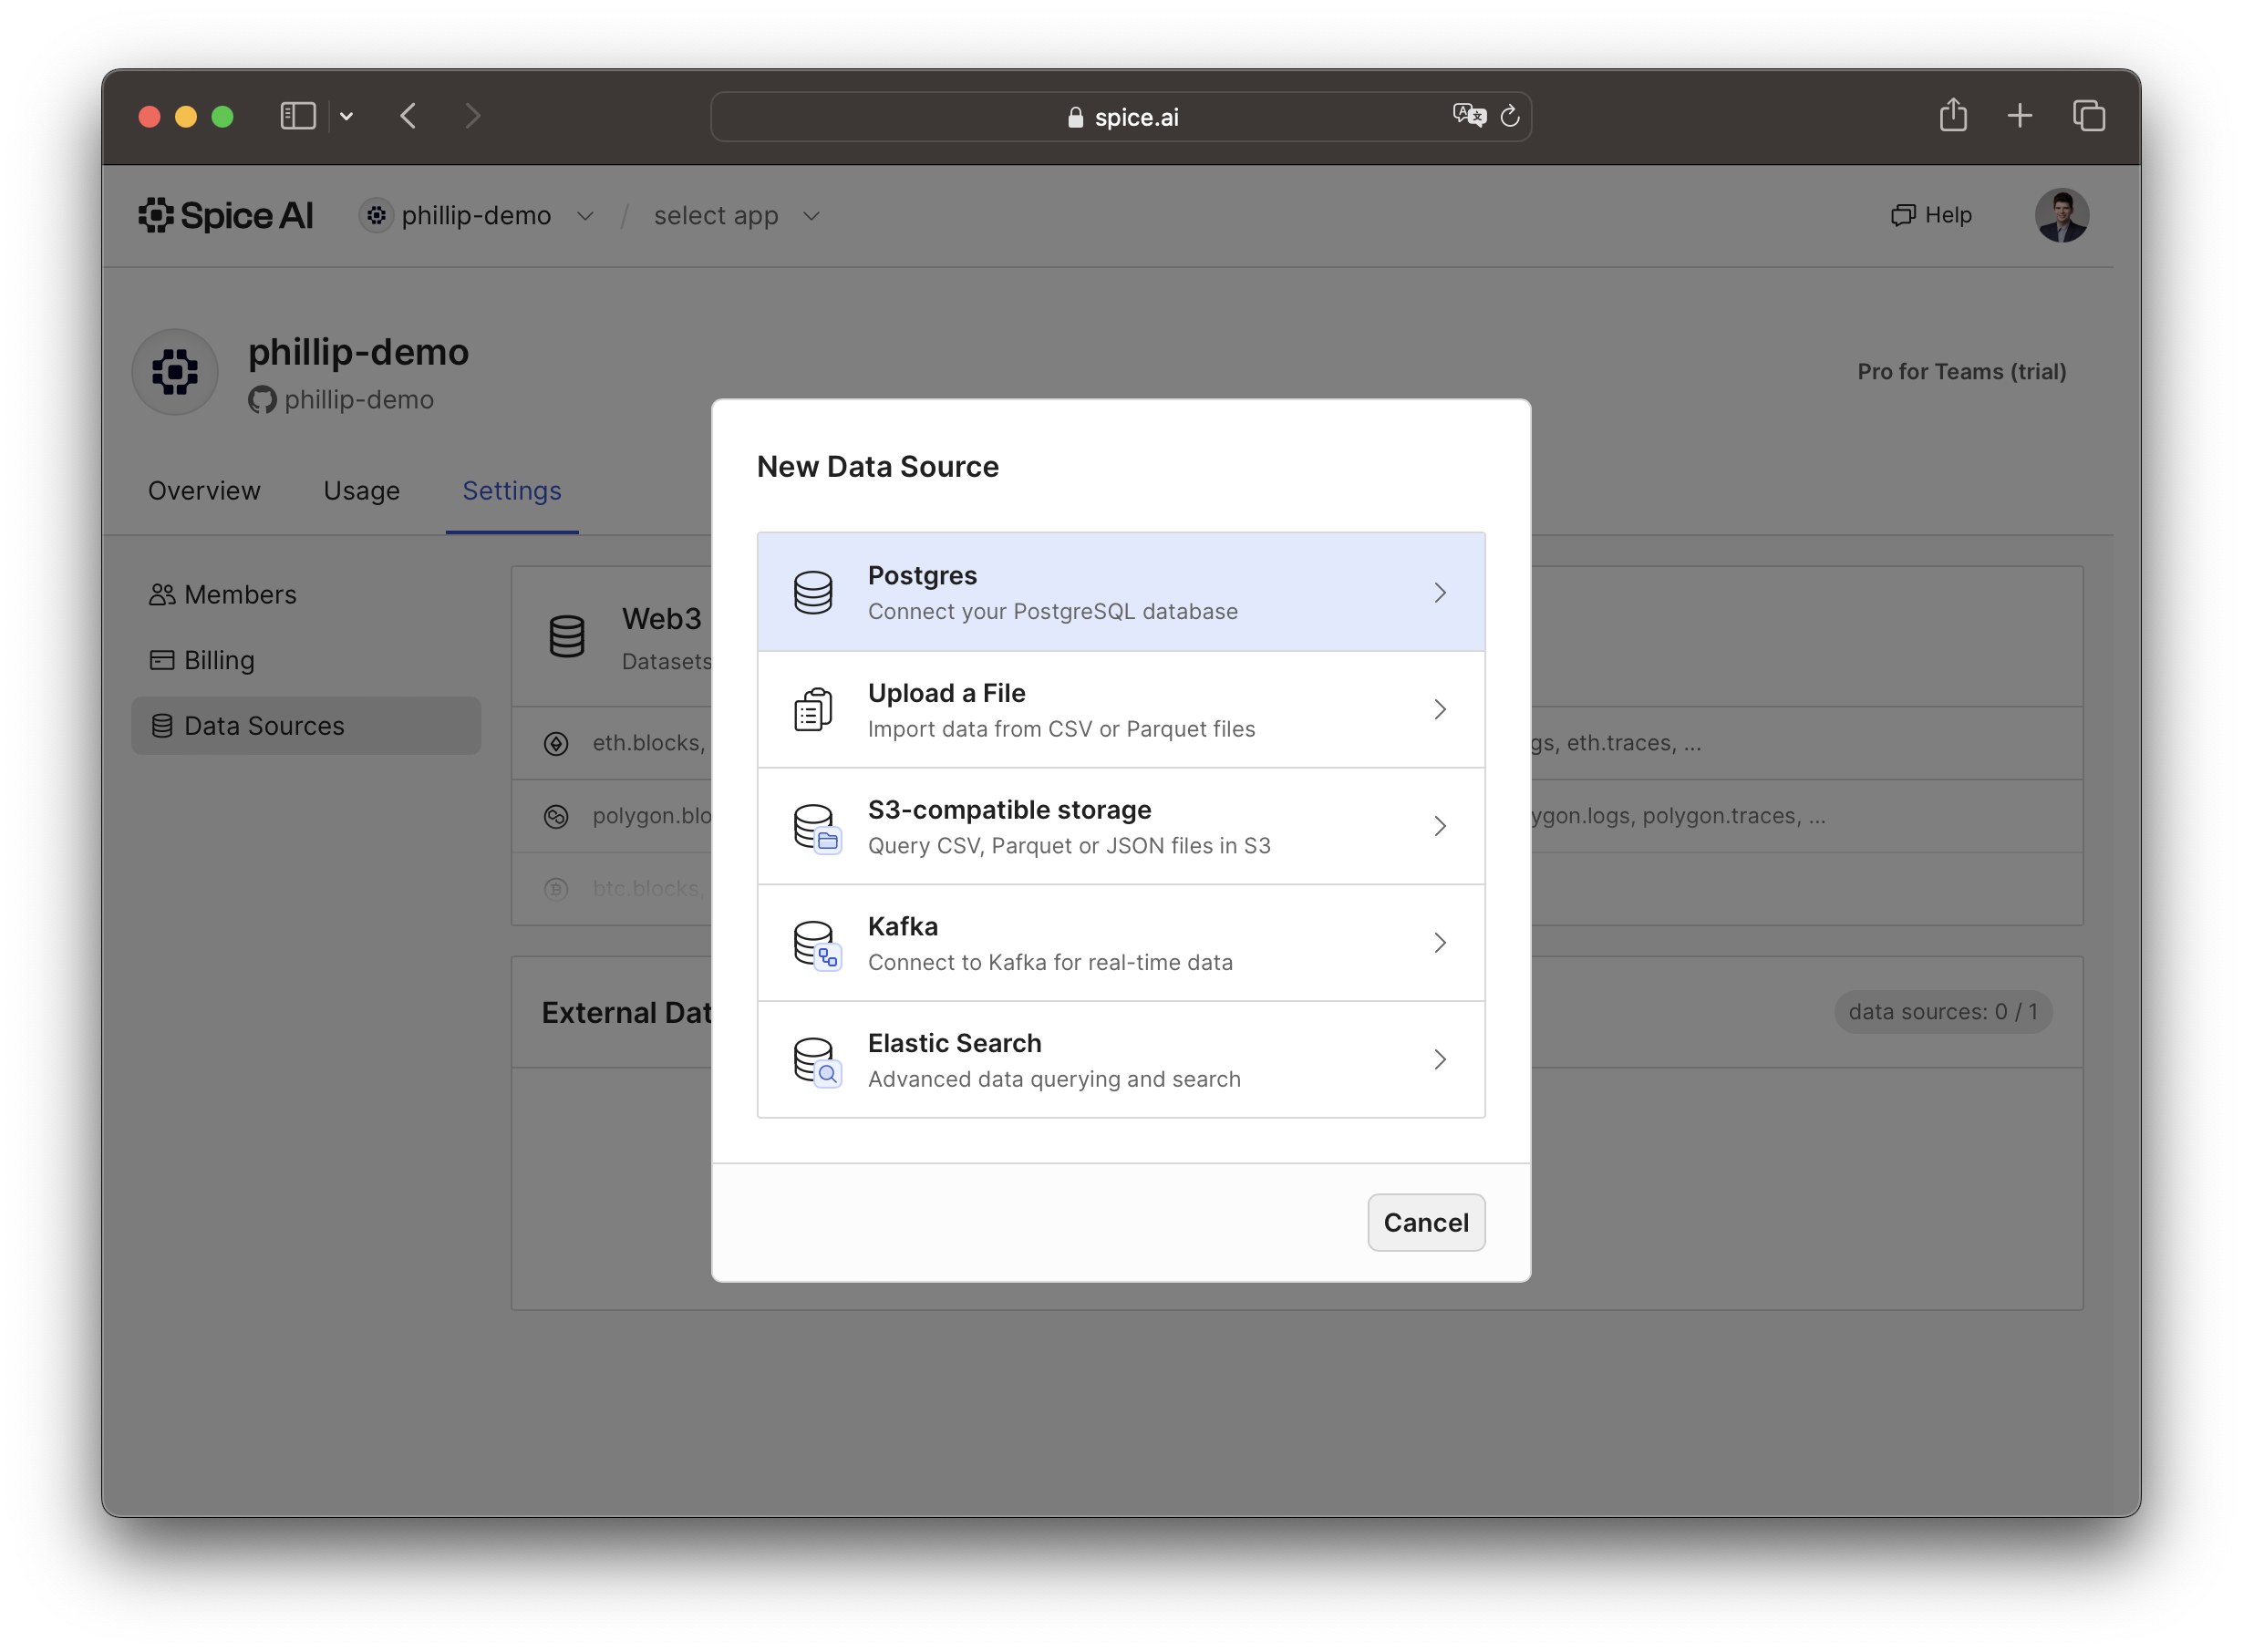 spice.ai
Spice AI
phillip-demo
/
select app
Help
phillip-demo
phillip-demo
Pro for Teams (trial)
Overview
Usage
Settings
Members
Billing
Data Sources
Web3
Datasets
eth.blocks,
gs, eth.traces, ...
polygon.blo
ygon.logs, polygon.traces, ...
btc.blocks,
External Dat
data sources: 0 / 1
New Data Source
Postgres
Connect your PostgreSQL database
Upload a File
Import data from CSV or Parquet files
S3-compatible storage
Query CSV, Parquet or JSON files in S3
Kafka
Connect to Kafka for real-time data
Elastic Search
Advanced data querying and search
Cancel